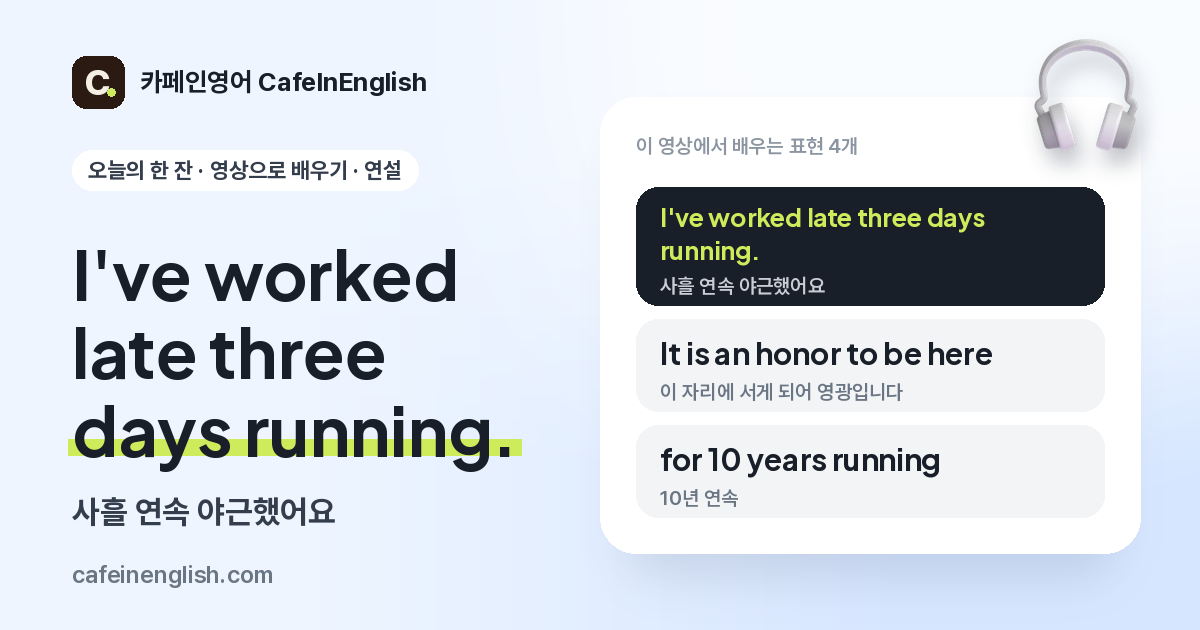 C
카페인영어 CafeInEnglish
오늘의 한 잔 · 영상으로 배우기 · 연설
I've worked
late three
days running.
사흘 연속 야근했어요
cafeinenglish.com
이 영상에서 배우는 표현 4개
I've worked late three days
running.
사흘 연속 야근했어요
It is an honor to be here
이 자리에 서게 되어 영광입니다
for 10 years running
10년 연속